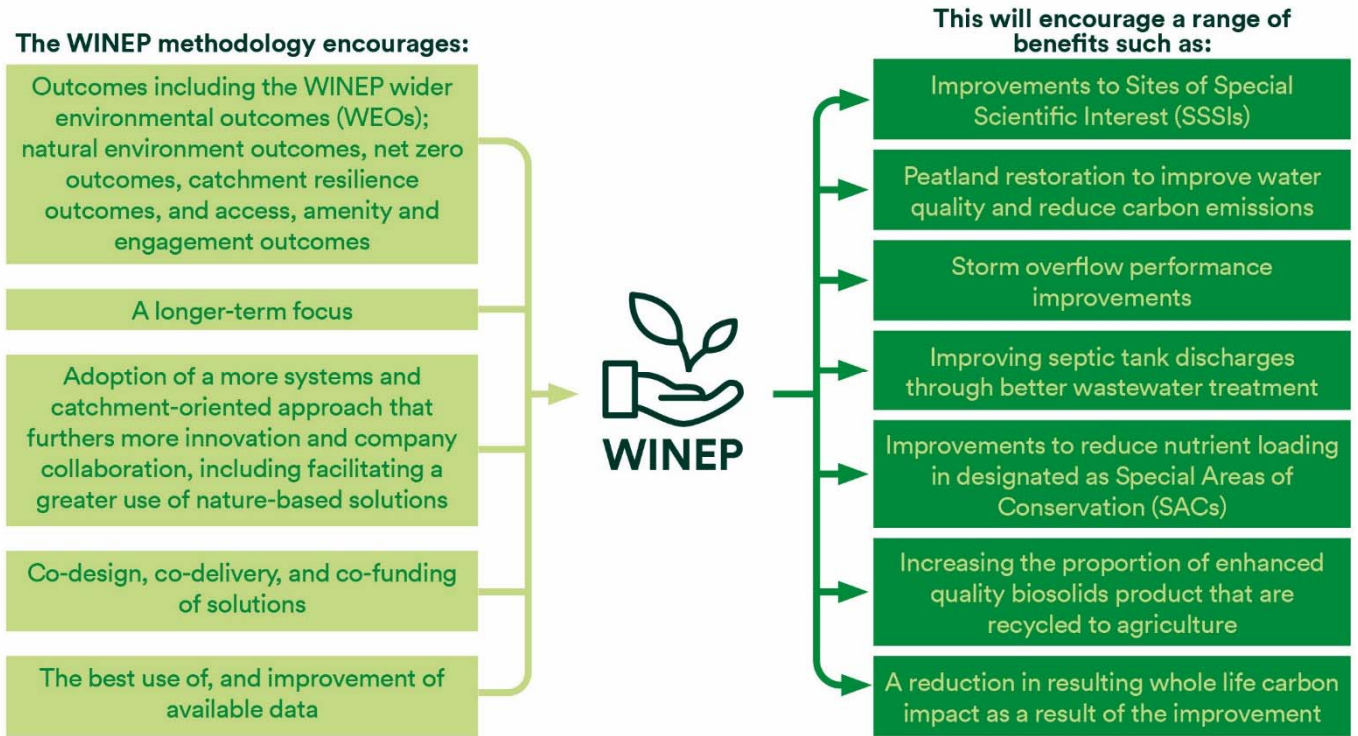 The WINEP methodology encourages:
Outcomes including the WINEP wider
environmental outcomes (WEOs);
natural environment outcomes, net zero
outcomes, catchment resilience
outcomes, and access, amenity and
engagement outcomes
A longer-term focus
Adoption of a more systems and
catchment-oriented approach that
furthers more innovation and company
collaboration, including facilitating a
greater use of nature-based solutions
Co-design, co-delivery, and co-funding
of solutions
The best use of, and improvement of
available data
WINEP
This will encourage a range of
benefits such as:
Improvements to Sites of Special
Scientific Interest (SSSIs)
Peatland restoration to improve water
quality and reduce carbon emissions
Storm overflow performance
improvements
Improving septic tank discharges
through better wastewater treatment
Improvements to reduce nutrient loading
in designated as Special Areas of
Conservation (SACs)
Increasing the proportion of enhanced
quality biosolids product that are
recycled to agriculture
A reduction in resulting whole life carbon
impact as a result of the improvement